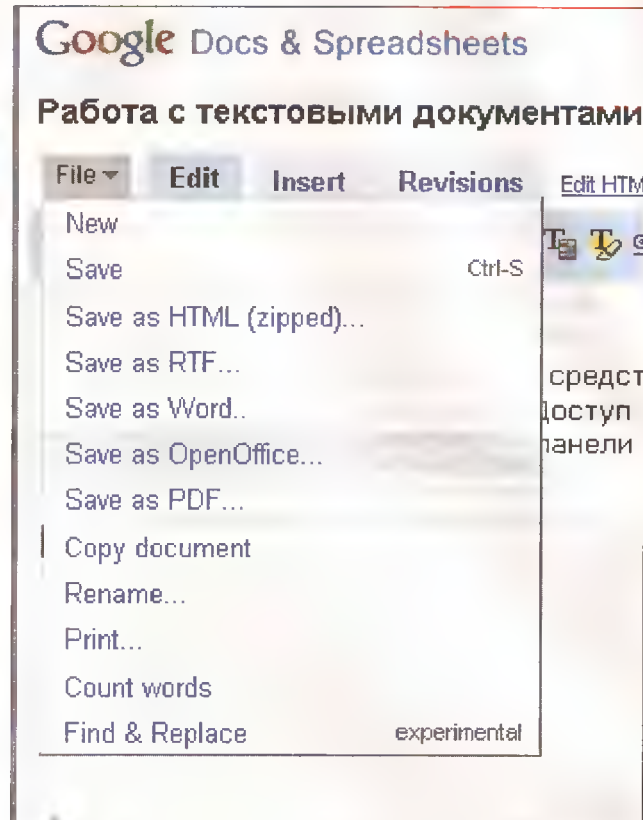 Google Docs & Spreadsheets
Работа с текстовыми документами
File Edit Insert Revisions Edit HTM
New
Save Ctrl-S
Save as HTML (zipped)...
Save as RTF...
средст
Save as Word..
Доступ
Save as OpenOffice...
панели
Save as PDF...
Copy document
Rename...
Print...
Count words
Find & Replace experimental